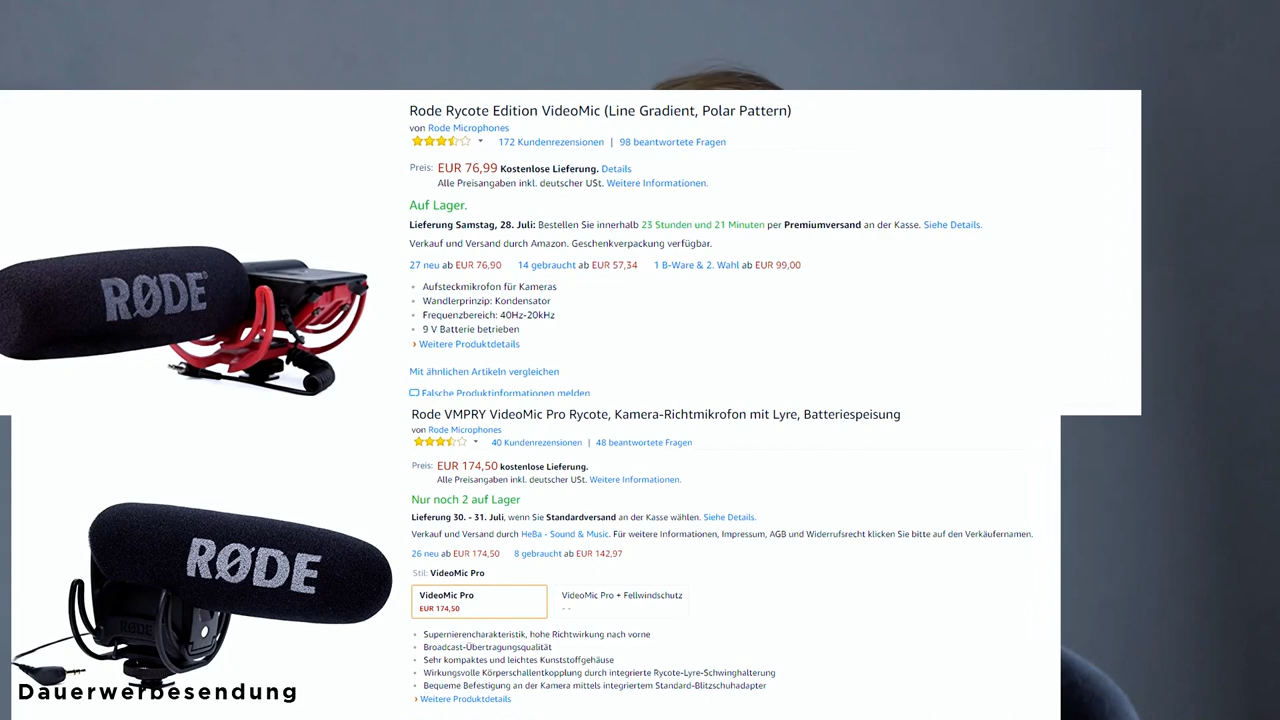 Rode Rycote Edition VideoMic (Line Gradient, Polar Pattern)
von Rode Microphones
172 Kundenrezensionen | 98 beantwortete Fragen
Preis: EUR 76,99 Kostenlose Lieferung. Details
Alle Preisangaben inkl. deutscher USt. Weitere Informationen.
Auf Lager.
Lieferung Samstag, 28. Juli: Bestellen Sie innerhalb 23 Stunden und 21 Minuten per Premiumversand an der Kasse. Siehe Details.
Verkauf und Versand durch Amazon. Geschenkverpackung verfügbar.
27 neu ab EUR 76,90 14 gebraucht ab EUR 57,34 1 B-Ware & 2. Wahl ab EUR 99,00
RØDE®
Aufsteckmikrofon für Kameras
Wandlerprinzip: Kondensator
Frequenzbereich: 40Hz-20kHz
9 V Batterie betrieben
› Weitere Produktdetails
Mit ähnlichen Artikeln vergleichen
Falsche Produktinformationen melden
Rode VMPRY VideoMic Pro Rycote, Kamera-Richtmikrofon mit Lyre, Batteriespeisung
von Rode Microphones
40 Kundenrezensionen | 48 beantwortete Fragen
Preis: EUR 174,50 kostenlose Lieferung.
Alle Preisangaben inkl. deutscher USt. Weitere Informationen.
Nur noch 2 auf Lager
Lieferung 30. - 31. Juli, wenn Sie Standardversand an der Kasse wählen. Siehe Details.
Verkauf und Versand durch HeBa - Sound & Music. Für weitere Informationen, Impressum, AGB und Widerrufsrecht klicken Sie bitte auf den Verkäufernamen.
26 neu ab EUR 174,50 8 gebraucht ab EUR 142,97
Stil: VideoMic Pro
RØDE
VideoMic Pro VideoMic Pro + Fellwindschutz
EUR 174,50 - -
RØDE
Supernierencharakteristik, hohe Richtwirkung nach vorne
Broadcast-Übertragungsqualität
Sehr kompaktes und leichtes Kunststoffgehäuse
Wirkungsvolle Körperschallentkopplung durch integrierte Rycote-Lyre-Schwinghalterung
Bequeme Befestigung an der Kamera mittels integriertem Standard-Blitzschuhadapter
› Weitere Produktdetails
Dauerwerbesendung